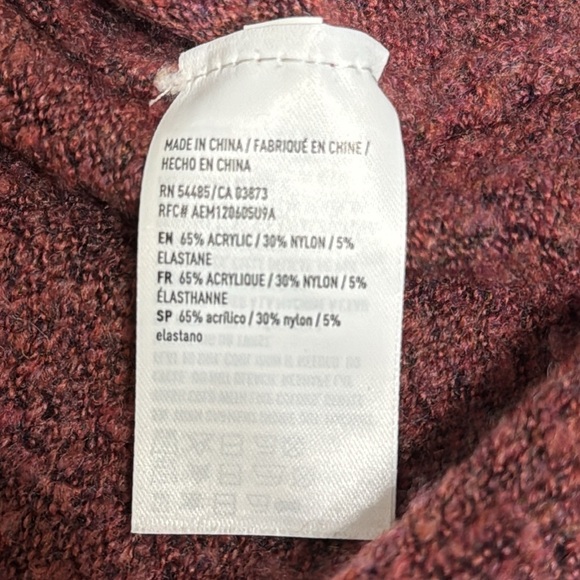 MADE IN CHINA / FABRIQUÉ EN CHINE /
HECHO EN CHINA
RN 54485/CA 03873
RFC# AEM120605U9A
EN 65% ACRYLIC / 30% NYLON / 5%
ELASTANE
FR 65% ACRYLIQUE / 30% NYLON / 5%
ÉLASTHANNE
SP 65% acrílico / 30% nylon / 5%
elastano